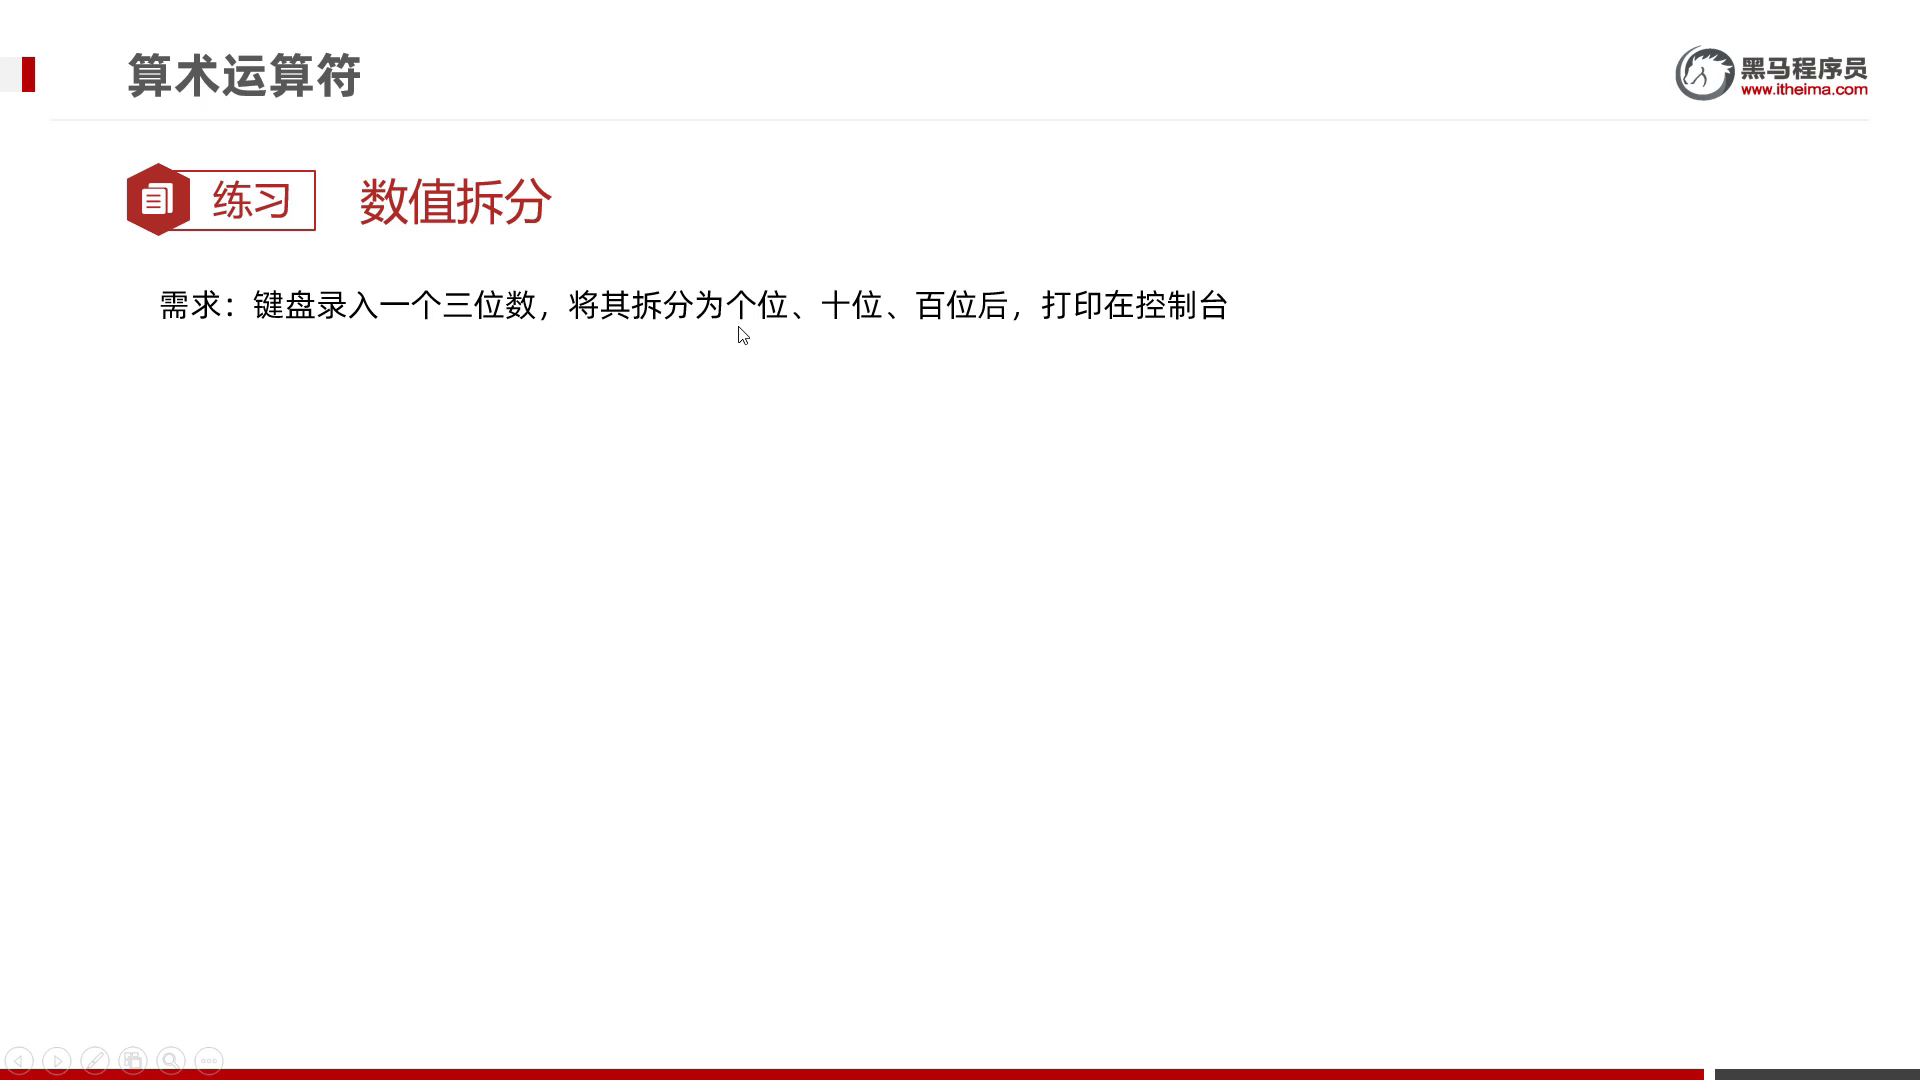 算术运算符
黑马程序员
www.itheima.com
练习
数值拆分
需求：键盘录入一个三位数，将其拆分为个位、十位、百位后，打印在控制台